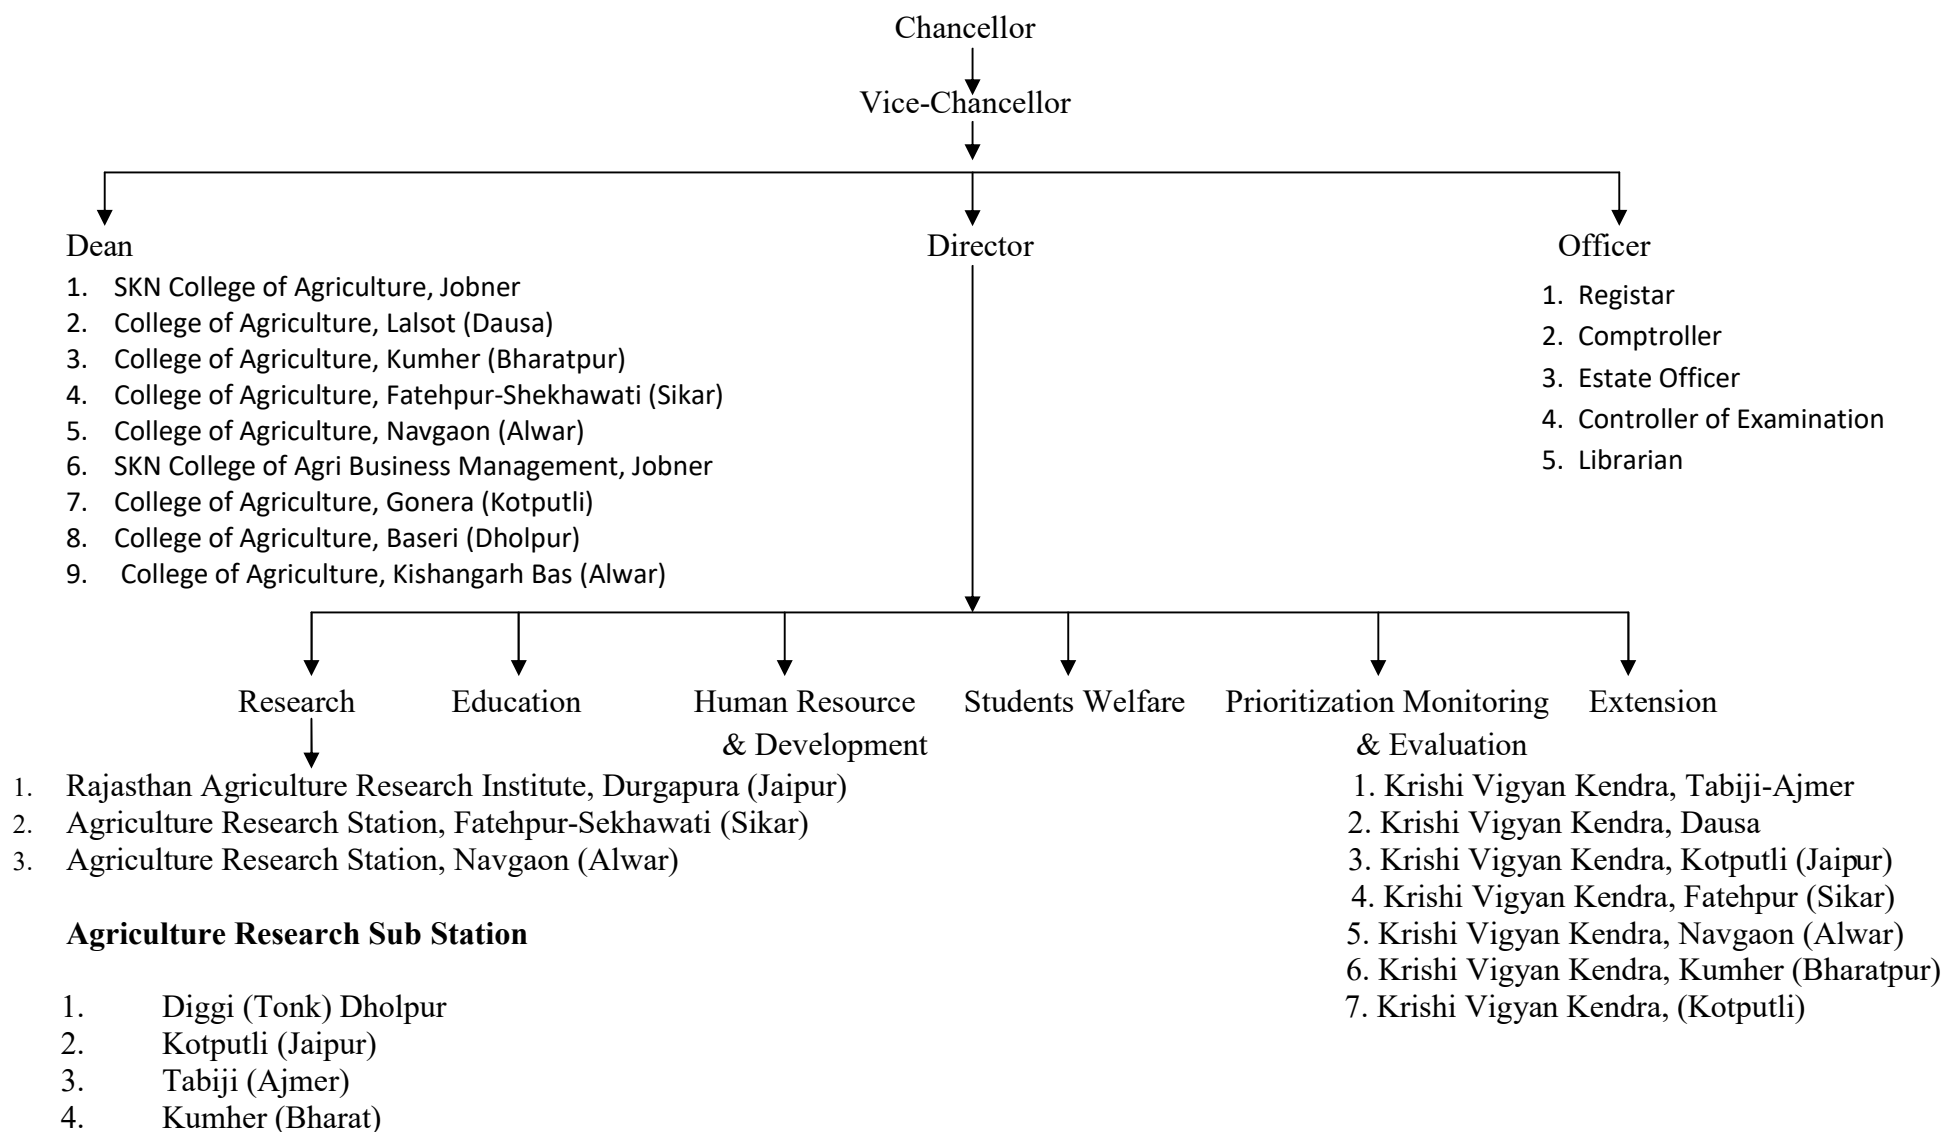 Chancellor
Vice-Chancellor
Dean
Director
Officer
1. SKN College of Agriculture, Jobner
2. College of Agriculture, Lalsot (Dausa)
3. College of Agriculture, Kumher (Bharatpur)
4. College of Agriculture, Fatehpur-Shekhawati (Sikar)
5. College of Agriculture, Navgaon (Alwar)
6. SKN College of Agri Business Management, Jobner
7. College of Agriculture, Gonera (Kotputli)
8. College of Agriculture, Baseri (Dholpur)
9. College of Agriculture, Kishangarh Bas (Alwar)
1. Registar
2. Comptroller
3. Estate Officer
4. Controller of Examination
5. Librarian
Research
Education
Human Resource
& Development
Students Welfare
Prioritization Monitoring
& Evaluation
Extension
1. Rajasthan Agriculture Research Institute, Durgapura (Jaipur)
2. Agriculture Research Station, Fatehpur-Sekhawati (Sikar)
3. Agriculture Research Station, Navgaon (Alwar)
Agriculture Research Sub Station
1. Diggi (Tonk) Dholpur
2. Kotputli (Jaipur)
3. Tabiji (Ajmer)
4. Kumher (Bharat)
1. Krishi Vigyan Kendra, Tabiji-Ajmer
2. Krishi Vigyan Kendra, Dausa
3. Krishi Vigyan Kendra, Kotputli (Jaipur)
4. Krishi Vigyan Kendra, Fatehpur (Sikar)
5. Krishi Vigyan Kendra, Navgaon (Alwar)
6. Krishi Vigyan Kendra, Kumher (Bharatpur)
7. Krishi Vigyan Kendra, (Kotputli)